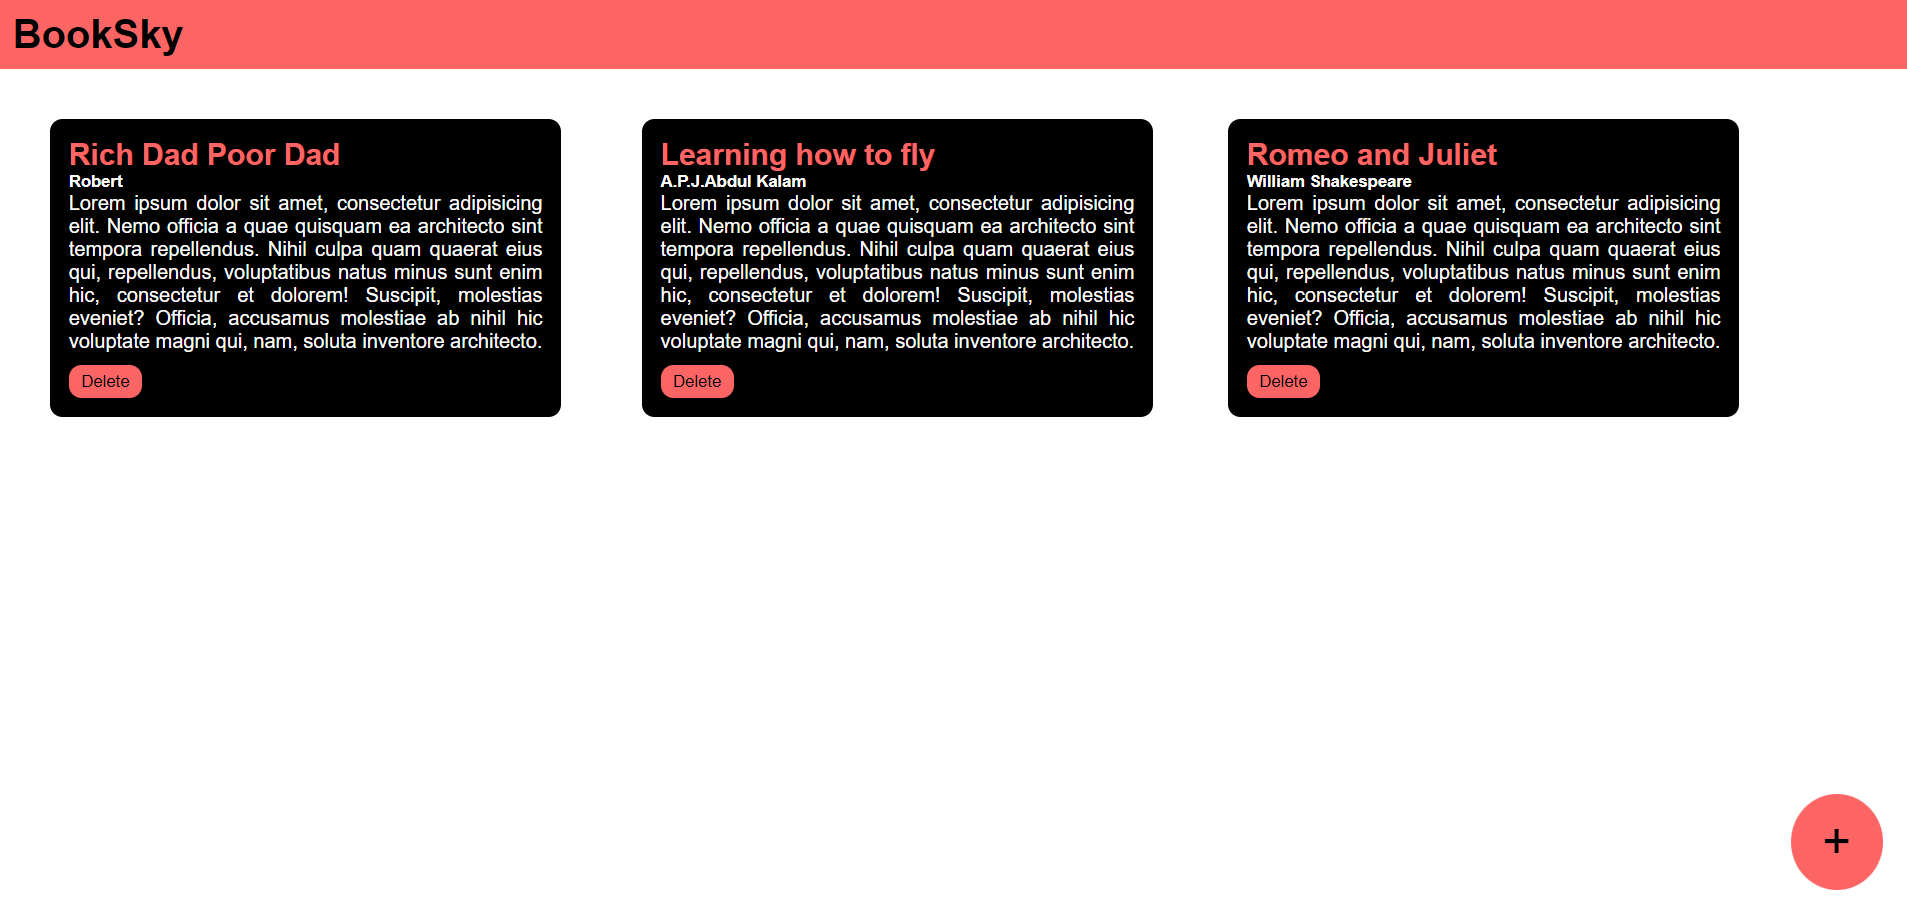 BookSky
Rich Dad Poor Dad
Robert
Lorem ipsum dolor sit amet, consectetur adipisicing
elit. Nemo officia a quae quisquam ea architecto sint
tempora repellendus. Nihil culpa quam quaerat eius
qui, repellendus, voluptatibus natus minus sunt enim
hic, consectetur et dolorem! Suscipit, molestias
eveniet? Officia, accusamus molestiae ab nihil hic
voluptate magni qui, nam, soluta inventore architecto.
Delete
Learning how to fly
A.P.J.Abdul Kalam
Lorem ipsum dolor sit amet, consectetur adipisicing
elit. Nemo officia a quae quisquam ea architecto sint
tempora repellendus. Nihil culpa quam quaerat eius
qui, repellendus, voluptatibus natus minus sunt enim
hic, consectetur et dolorem! Suscipit, molestias
eveniet? Officia, accusamus molestiae ab nihil hic
voluptate magni qui, nam, soluta inventore architecto.
Delete
Romeo and Juliet
William Shakespeare
Lorem ipsum dolor sit amet, consectetur adipisicing
elit. Nemo officia a quae quisquam ea architecto sint
tempora repellendus. Nihil culpa quam quaerat eius
qui, repellendus, voluptatibus natus minus sunt enim
hic, consectetur et dolorem! Suscipit, molestias
eveniet? Officia, accusamus molestiae ab nihil hic
voluptate magni qui, nam, soluta inventore architecto.
Delete
+